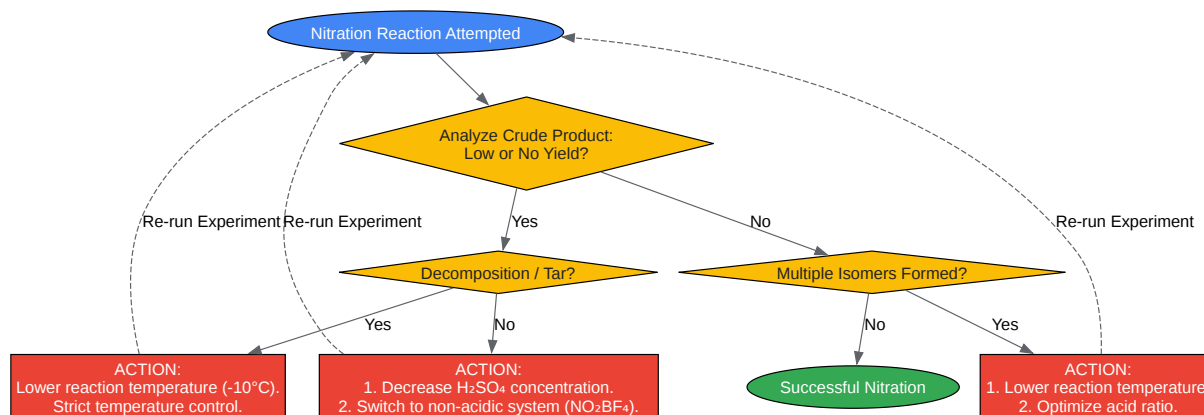 Nitration Reaction Attempted
Analyze Crude Product:
Low or No Yield?
Re-run Experiment
Re-run Experiment
Yes
No
Re-run Experiment
Decomposition / Tar?
Multiple Isomers Formed?
Yes
No
No
Yes
ACTION:
Lower reaction temperature (-10°C).
Strict temperature control.
ACTION:
1. Decrease H₂SO₄ concentration.
2. Switch to non-acidic system (NO₂BF₄).
Successful Nitration
ACTION:
1. Lower reaction temperature
2. Optimize acid ratio.